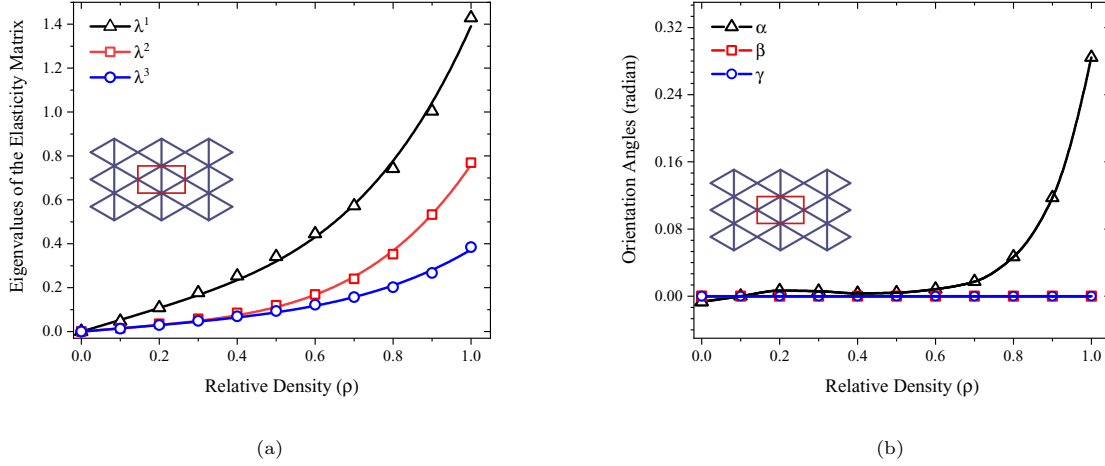 1.4
1.2
1.0
0.8
0.6
0.4
0.2
0.0
Eigenvalues of the Elasticity Matrix
λ¹
λ²
λ³
0.0 0.2 0.4 0.6 0.8 1.0
Relative Density (ρ)
(a)
0.32
0.24
0.16
0.08
0.00
Orientation Angles (radian)
α
β
γ
0.0 0.2 0.4 0.6 0.8 1.0
Relative Density (ρ)
(b)